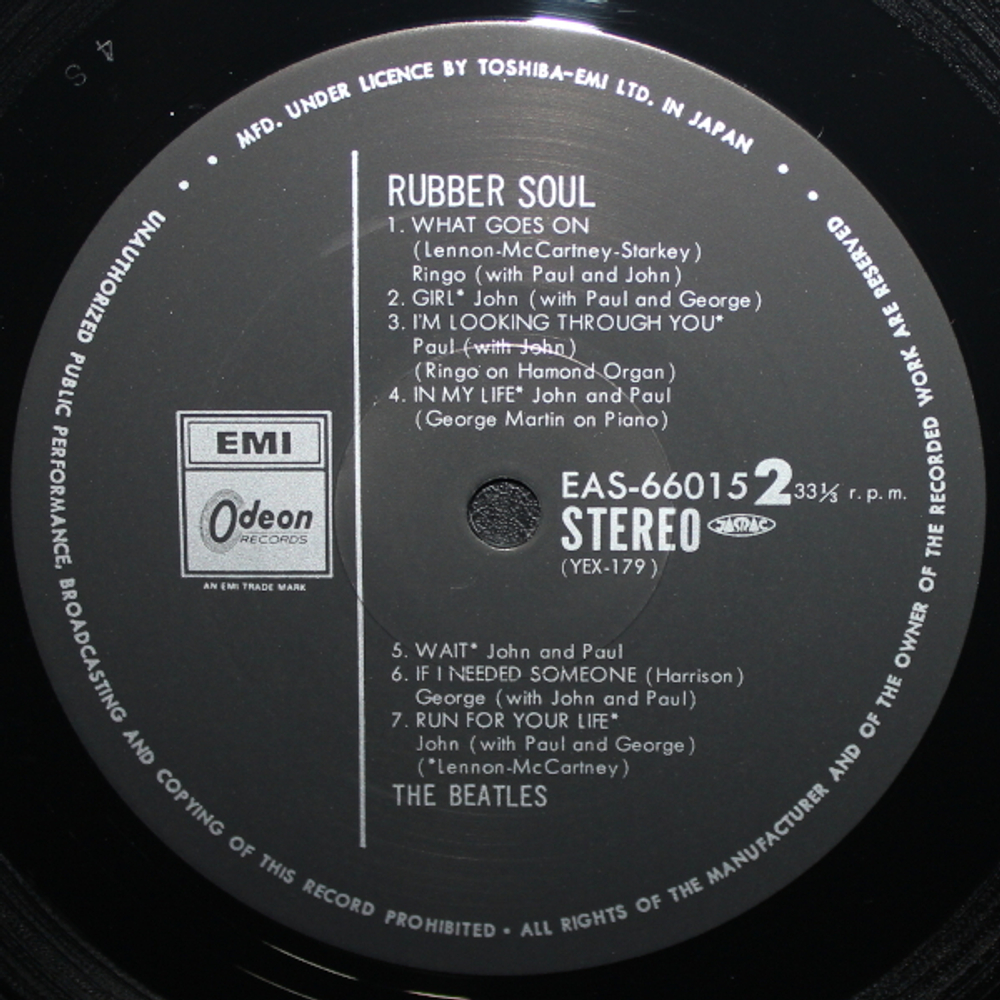 4 S
MFD. UNDER LICENCE BY TOSHIBA-EMI LTD. IN JAPAN
RUBBER SOUL
1. WHAT GOES ON
(Lennon-McCartney-Starkey)
Ringo (with Paul and John)
2. GIRL* John (with Paul and George)
3. I'M LOOKING THROUGH YOU*
Paul (with John)
(Ringo on Hamond Organ)
4. IN MY LIFE* John and Paul
(George Martin on Piano)
EMI
Odeon
RECORDS
AN EMI TRADE MARK
EAS-66015 2 33⅓ r.p.m.
STEREO JASRAC
(YEX-179)
5. WAIT* John and Paul
6. IF I NEEDED SOMEONE (Harrison)
George (with John and Paul)
7. RUN FOR YOUR LIFE*
John (with Paul and George)
(*Lennon-McCartney)
THE BEATLES
UNAUTHORIZED PUBLIC PERFORMANCE, BROADCASTING AND COPYING OF THIS RECORD PROHIBITED • ALL RIGHTS OF THE MANUFACTURER AND OF THE OWNER OF THE RECORDED WORK ARE RESERVED